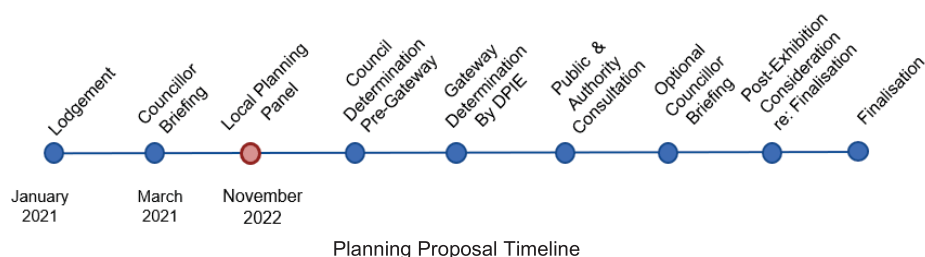 Lodgement
Councillor
Briefing
Local Planning
Panel
Council
Determination
Pre-Gateway
Gateway
Determination
By DPIE
Public &
Authority
Consultation
Optional
Councillor
Briefing
Post-Exhibition
Consideration
re: Finalisation
Finalisation
January
2021
March
2021
November
2022
Planning Proposal Timeline